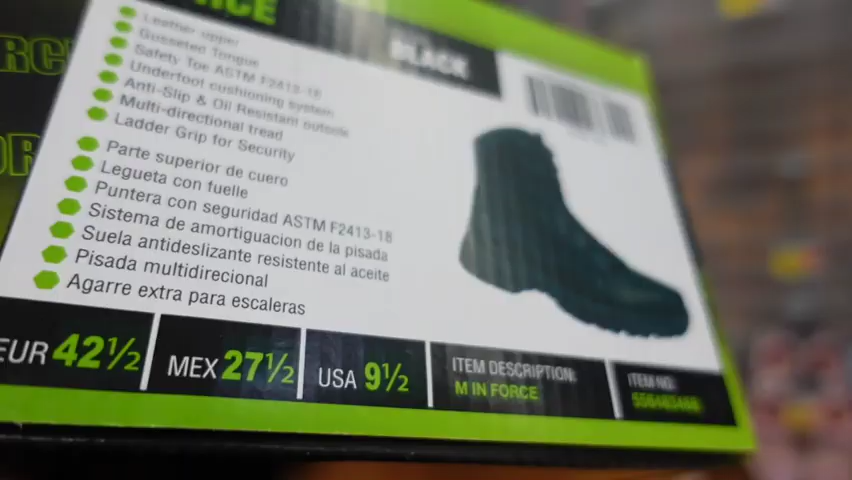 BLACK
Leather upper
Gusseted Tongue
Safety Toe ASTM F2413-18
Underfoot cushioning system
Anti-Slip & Oil Resistant outsole
Multi-directional tread
Ladder Grip for Security
Parte superior de cuero
Legueta con fuelle
Puntera con seguridad ASTM F2413-18
Sistema de amortiguacion de la pisada
Suela antideslizante resistente al aceite
Pisada multidirecional
Agarre extra para escaleras
EUR 42½
MEX 27½
USA 9½
ITEM DESCRIPTION:
M IN FORCE
ITEM NO: